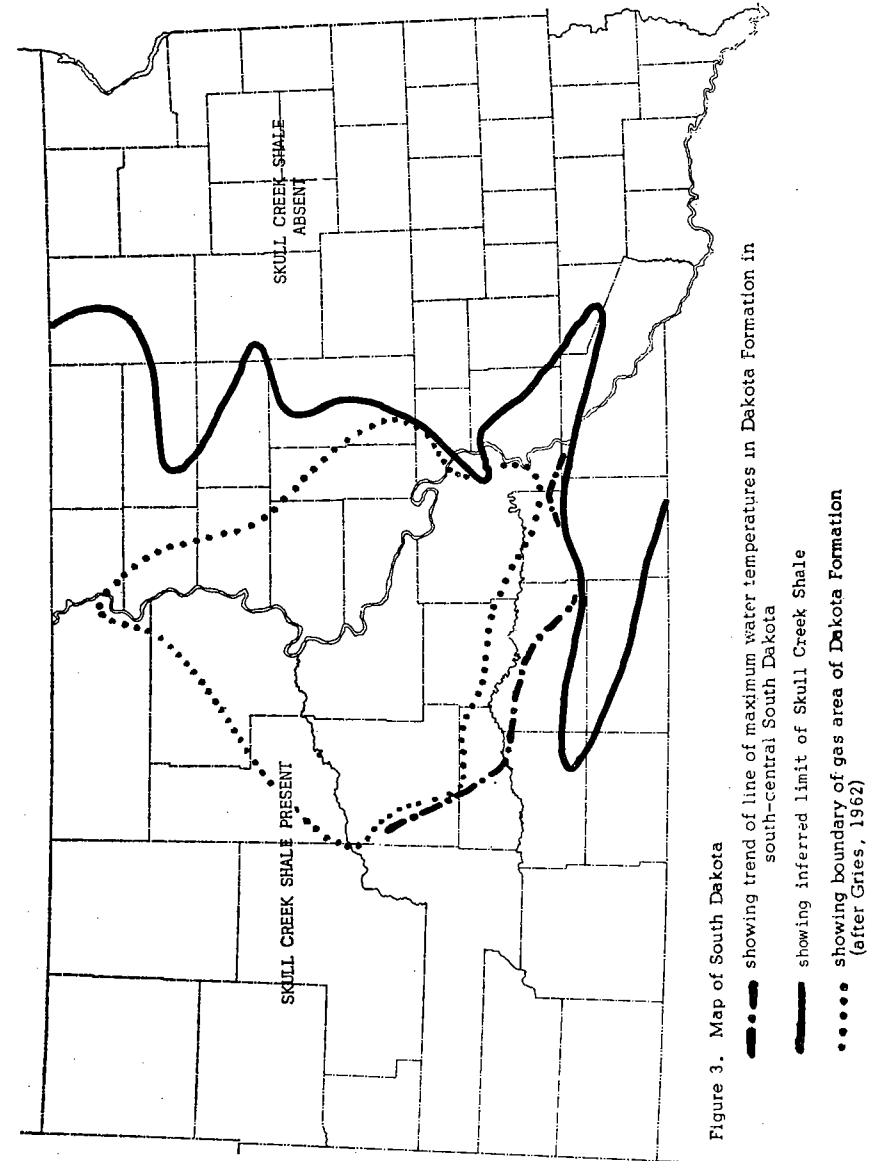 SKULL CREEK SHALE PRESENT
SKULL CREEK SHALE
ABSENT
Figure 3. Map of South Dakota
showing trend of line of maximum water temperatures in Dakota Formation in
south-central South Dakota
showing inferred limit of Skull Creek Shale
showing boundary of gas area of Dakota Formation
(after Gries, 1962)